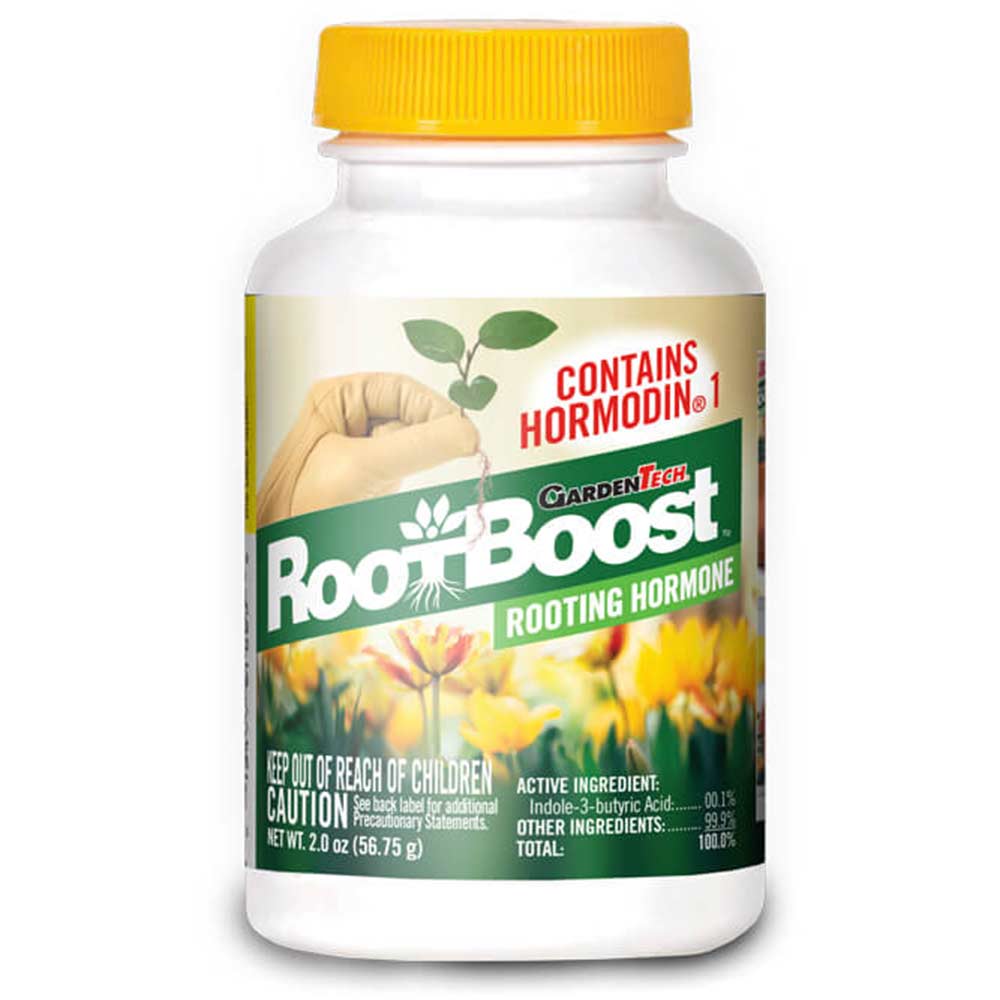 CONTAINS
HORMODIN® 1
GARDENTECH®
ROOTBOOST™
ROOTING HORMONE
KEEP OUT OF REACH OF CHILDREN
CAUTION See back label for additional
Precautionary Statements.
NET WT. 2.0 oz (56.75 g)
ACTIVE INGREDIENT:
Indole-3-butyric Acid:....... 00.1%
OTHER INGREDIENTS:....... 99.9%
TOTAL: 100.0%